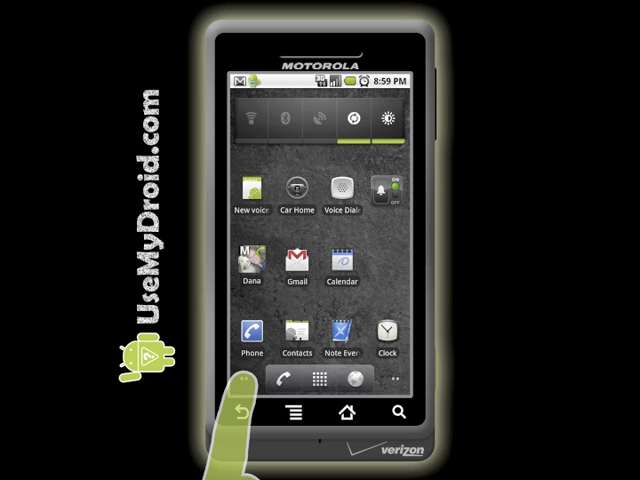 UseMyDroid.com
MOTOROLA
3G
8:59 PM
New voice
Car Home
Voice Dial
ON
OFF
M
Dana
Gmail
Calendar
Phone
Contacts
Note Ever
Clock
verizon